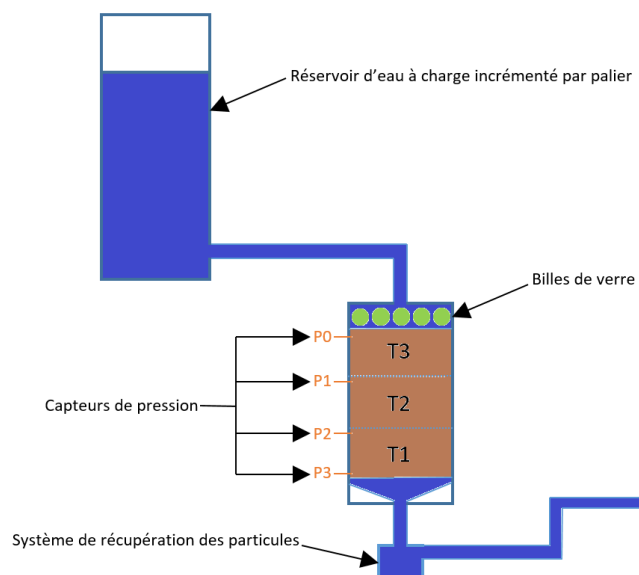 Réservoir d'eau à charge incrémenté par palier
Billes de verre
P0
T3
P1
T2
Capteurs de pression
P2
T1
P3
Système de récupération des particules